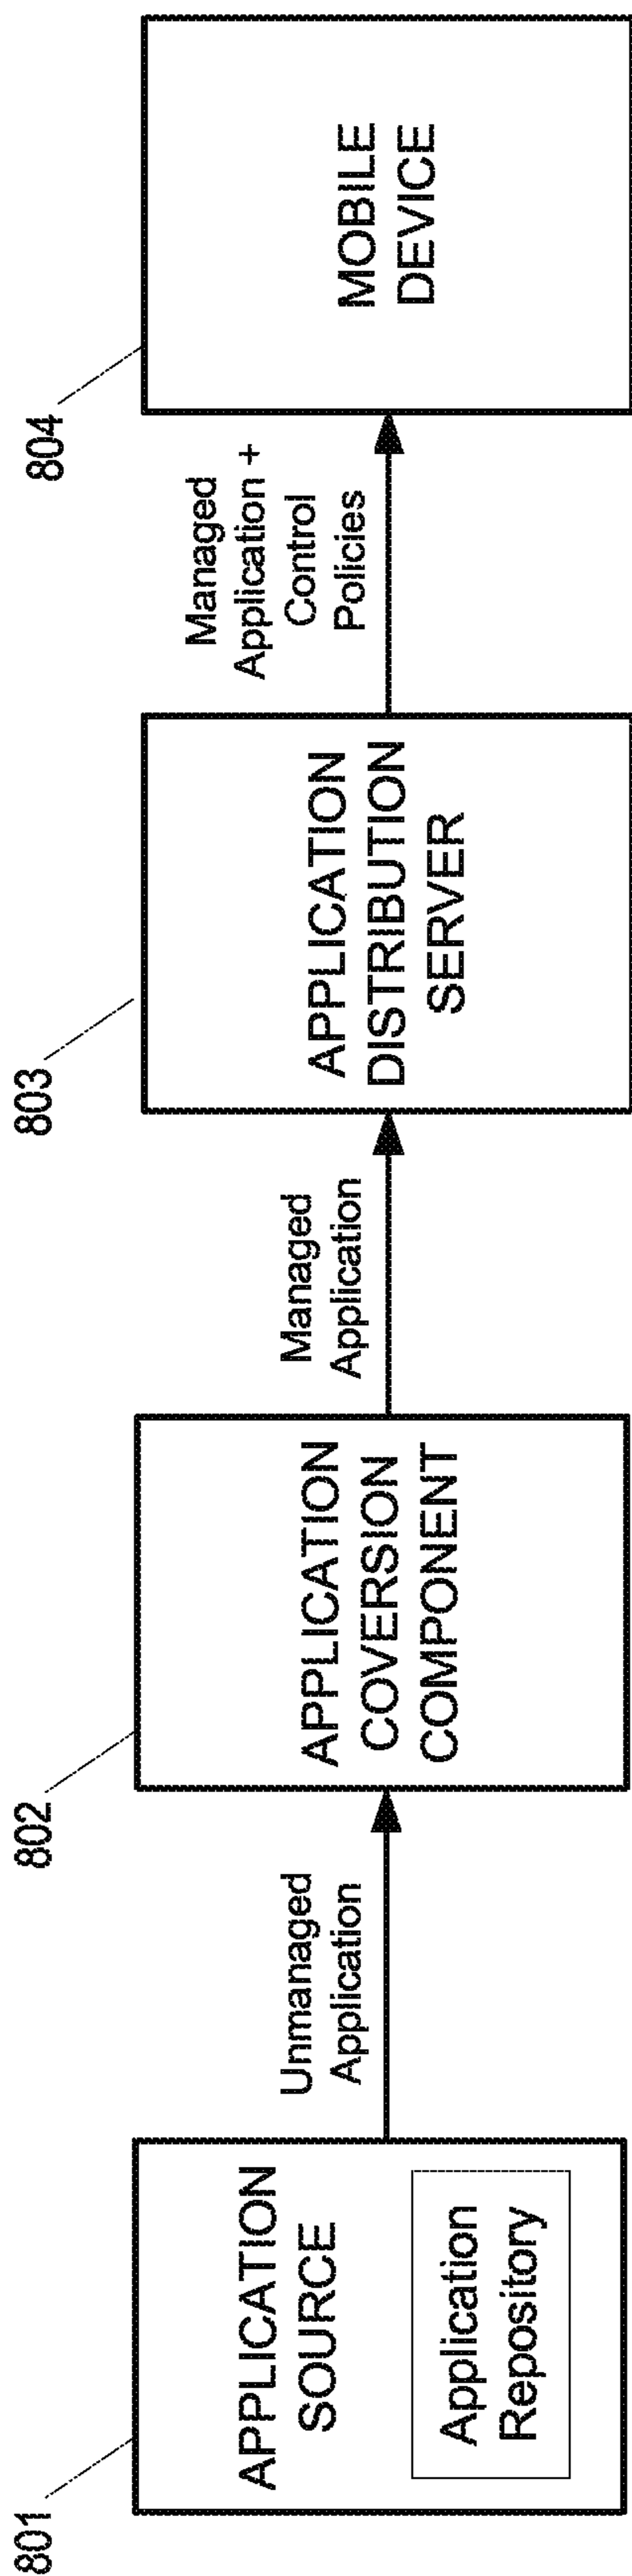 801
APPLICATION
SOURCE
Application
Repository
Unmanaged
Application
802
APPLICATION
COVERSION
COMPONENT
Managed
Application
803
APPLICATION
DISTRIBUTION
SERVER
Managed
Application +
Control
Policies
804
MOBILE
DEVICE